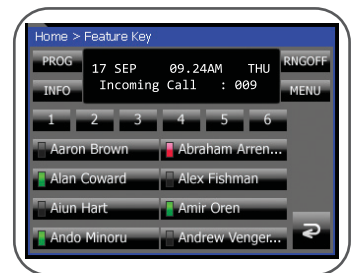 Home > Feature Key
PROG 17 SEP 09.24AM THU RNGOFF
INFO Incoming Call : 009 MENU
1 2 3 4 5 6
Aaron Brown Abraham Arren...
Alan Coward Alex Fishman
Aiun Hart Amir Oren
Ando Minoru Andrew Venger...